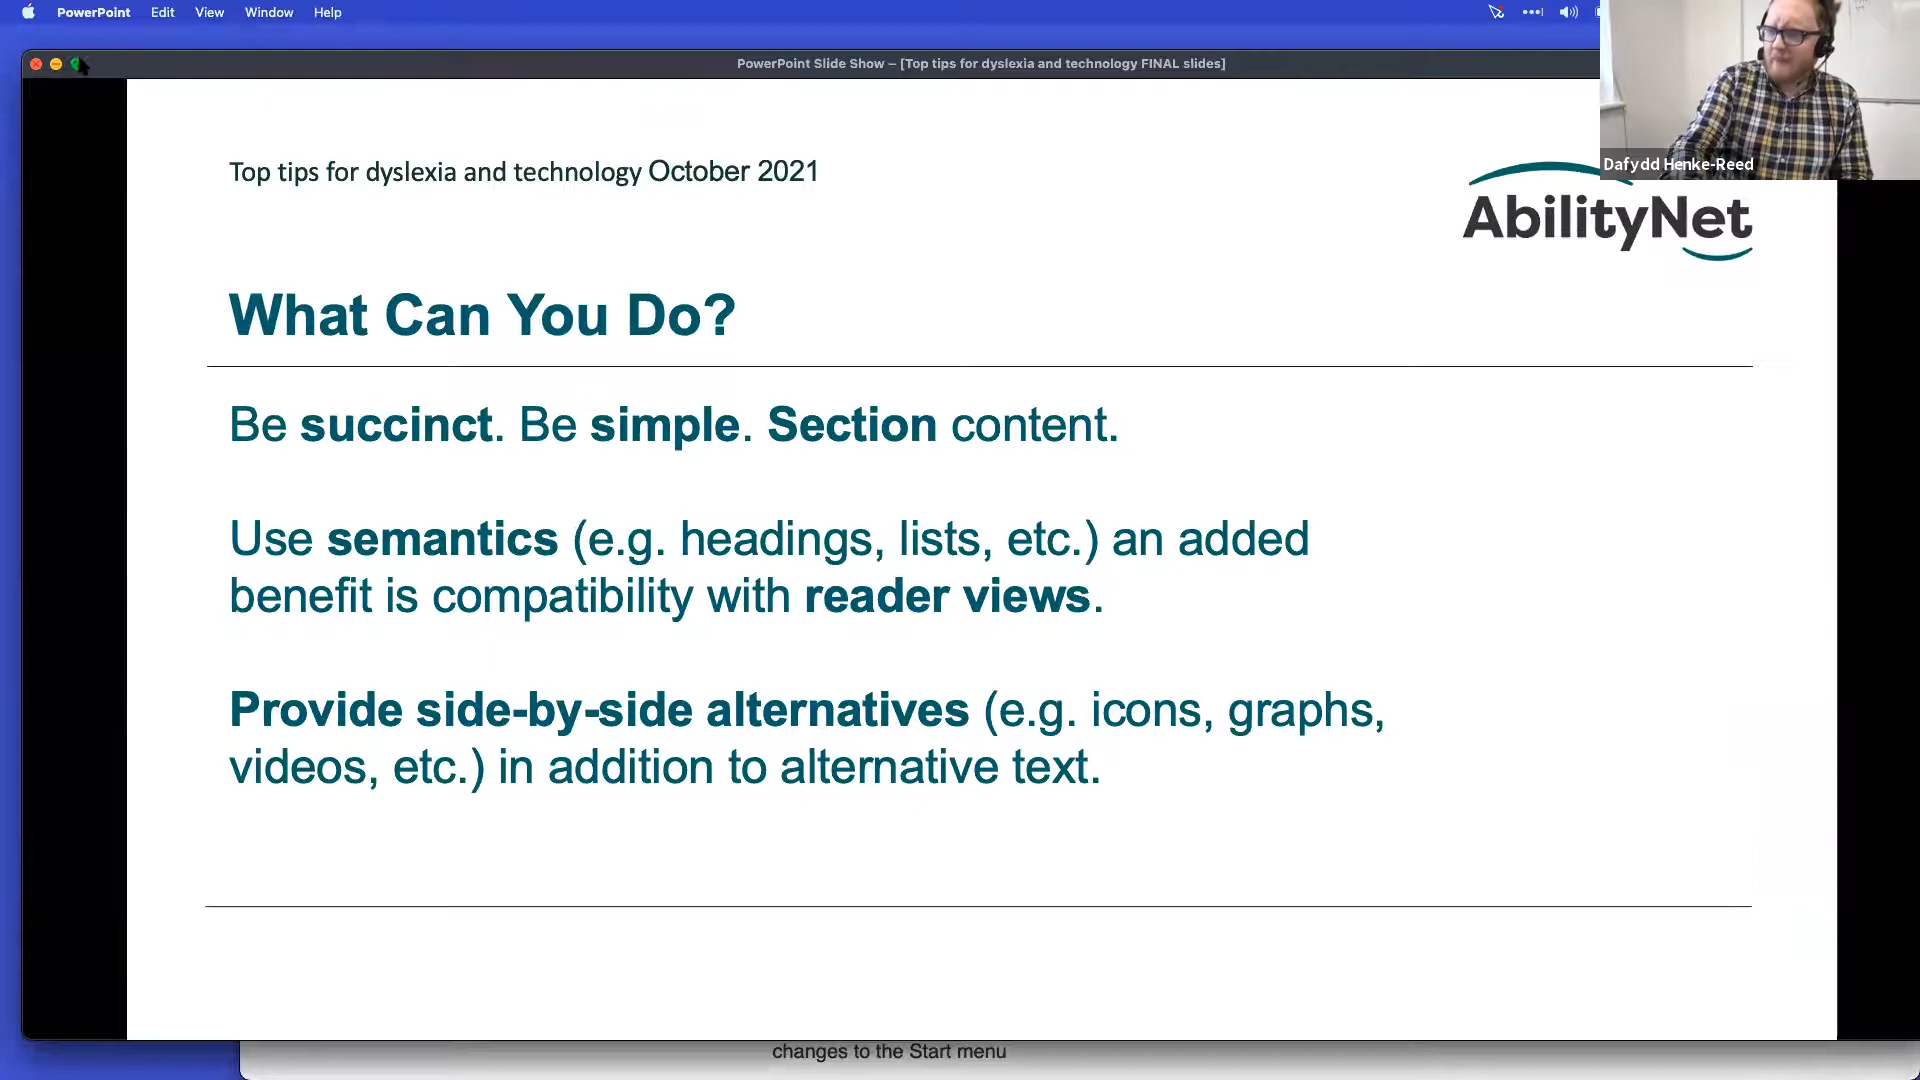 PowerPoint Edit View Window Help
PowerPoint Slide Show – [Top tips for dyslexia and technology FINAL slides]
Dafydd Henke-Reed
Top tips for dyslexia and technology October 2021
AbilityNet
What Can You Do?
Be succinct. Be simple. Section content.
Use semantics (e.g. headings, lists, etc.) an added
benefit is compatibility with reader views.
Provide side-by-side alternatives (e.g. icons, graphs,
videos, etc.) in addition to alternative text.
changes to the Start menu